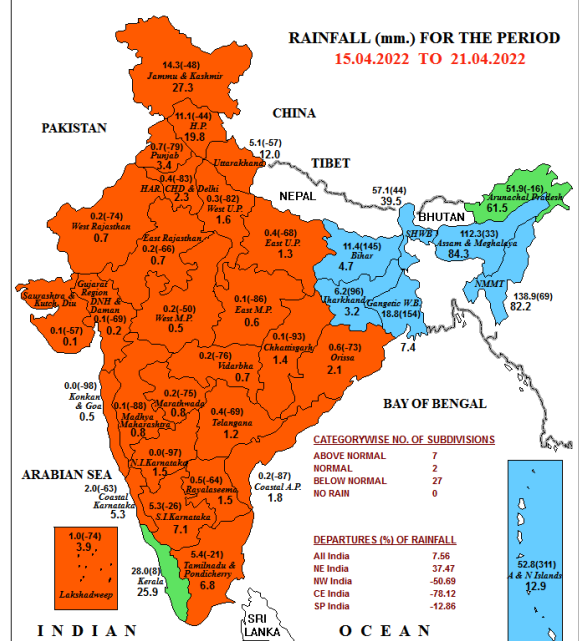 RAINFALL (mm.) FOR THE PERIOD
15.04.2022 TO 21.04.2022
14.3(-48)
Jammu & Kashmir
27.3
CHINA
11.1(-44)
H.P.
19.8
PAKISTAN
5.1(-57)
12.0
0.7(-79)
Punjab
3.4
Uttarakhand
TIBET
0.4(-83)
HAR. CHD & Delhi
2.3
NEPAL
57.1(44)
39.5
51.9(-16)
Arunachal Pradesh
61.5
0.3(-82)
West U.P.
1.6
BHUTAN
0.2(-74)
West Rajasthan
0.7
East Rajasthan
0.2(-66)
0.7
0.4(-68)
East U.P.
1.3
11.4(145)
Bihar
4.7
SHWB
112.3(33)
Assam & Meghalaya
84.3
NMMT
138.9(69)
82.2
Saurashtra &
Kutch, Diu
0.1(-57)
0.1
Gujarat
Region
DNH &
Daman
0.1(-69)
0.2
0.2(-50)
West M.P.
0.5
0.1(-86)
East M.P.
0.6
6.2(96)
Jharkhand
3.2
Gangetic W.B.
18.8(154)
7.4
0.1(-93)
Chhattisgarh
1.4
0.6(-73)
Orissa
2.1
0.2(-76)
Vidarbha
0.7
0.0(-98)
Konkan
& Goa
0.5
0.1(-88)
Madhya
Maharashtra
0.8
0.2(-75)
Marathwada
0.8
0.4(-69)
Telangana
1.2
BAY OF BENGAL
CATEGORYWISE NO. OF SUBDIVISIONS
ABOVE NORMAL 7
NORMAL 2
BELOW NORMAL 27
NO RAIN 0
ARABIAN SEA
0.0(-97)
N.I.Karnataka
1.5
2.0(-63)
Coastal
Karnataka
5.3
0.5(-64)
Rayalaseema
1.5
0.2(-87)
Coastal A.P.
1.8
5.3(-26)
S.I.Karnataka
7.1
1.0(-74)
3.9
Lakshadweep
28.0(8)
Kerala
25.9
5.4(-21)
Tamilnadu &
Pondicherry
6.8
DEPARTURES (%) OF RAINFALL
All India 7.56
NE India 37.47
NW India -50.69
CE India -78.12
SP India -12.86
52.8(311)
A & N Islands
12.9
SRI
LANKA
INDIAN OCEAN